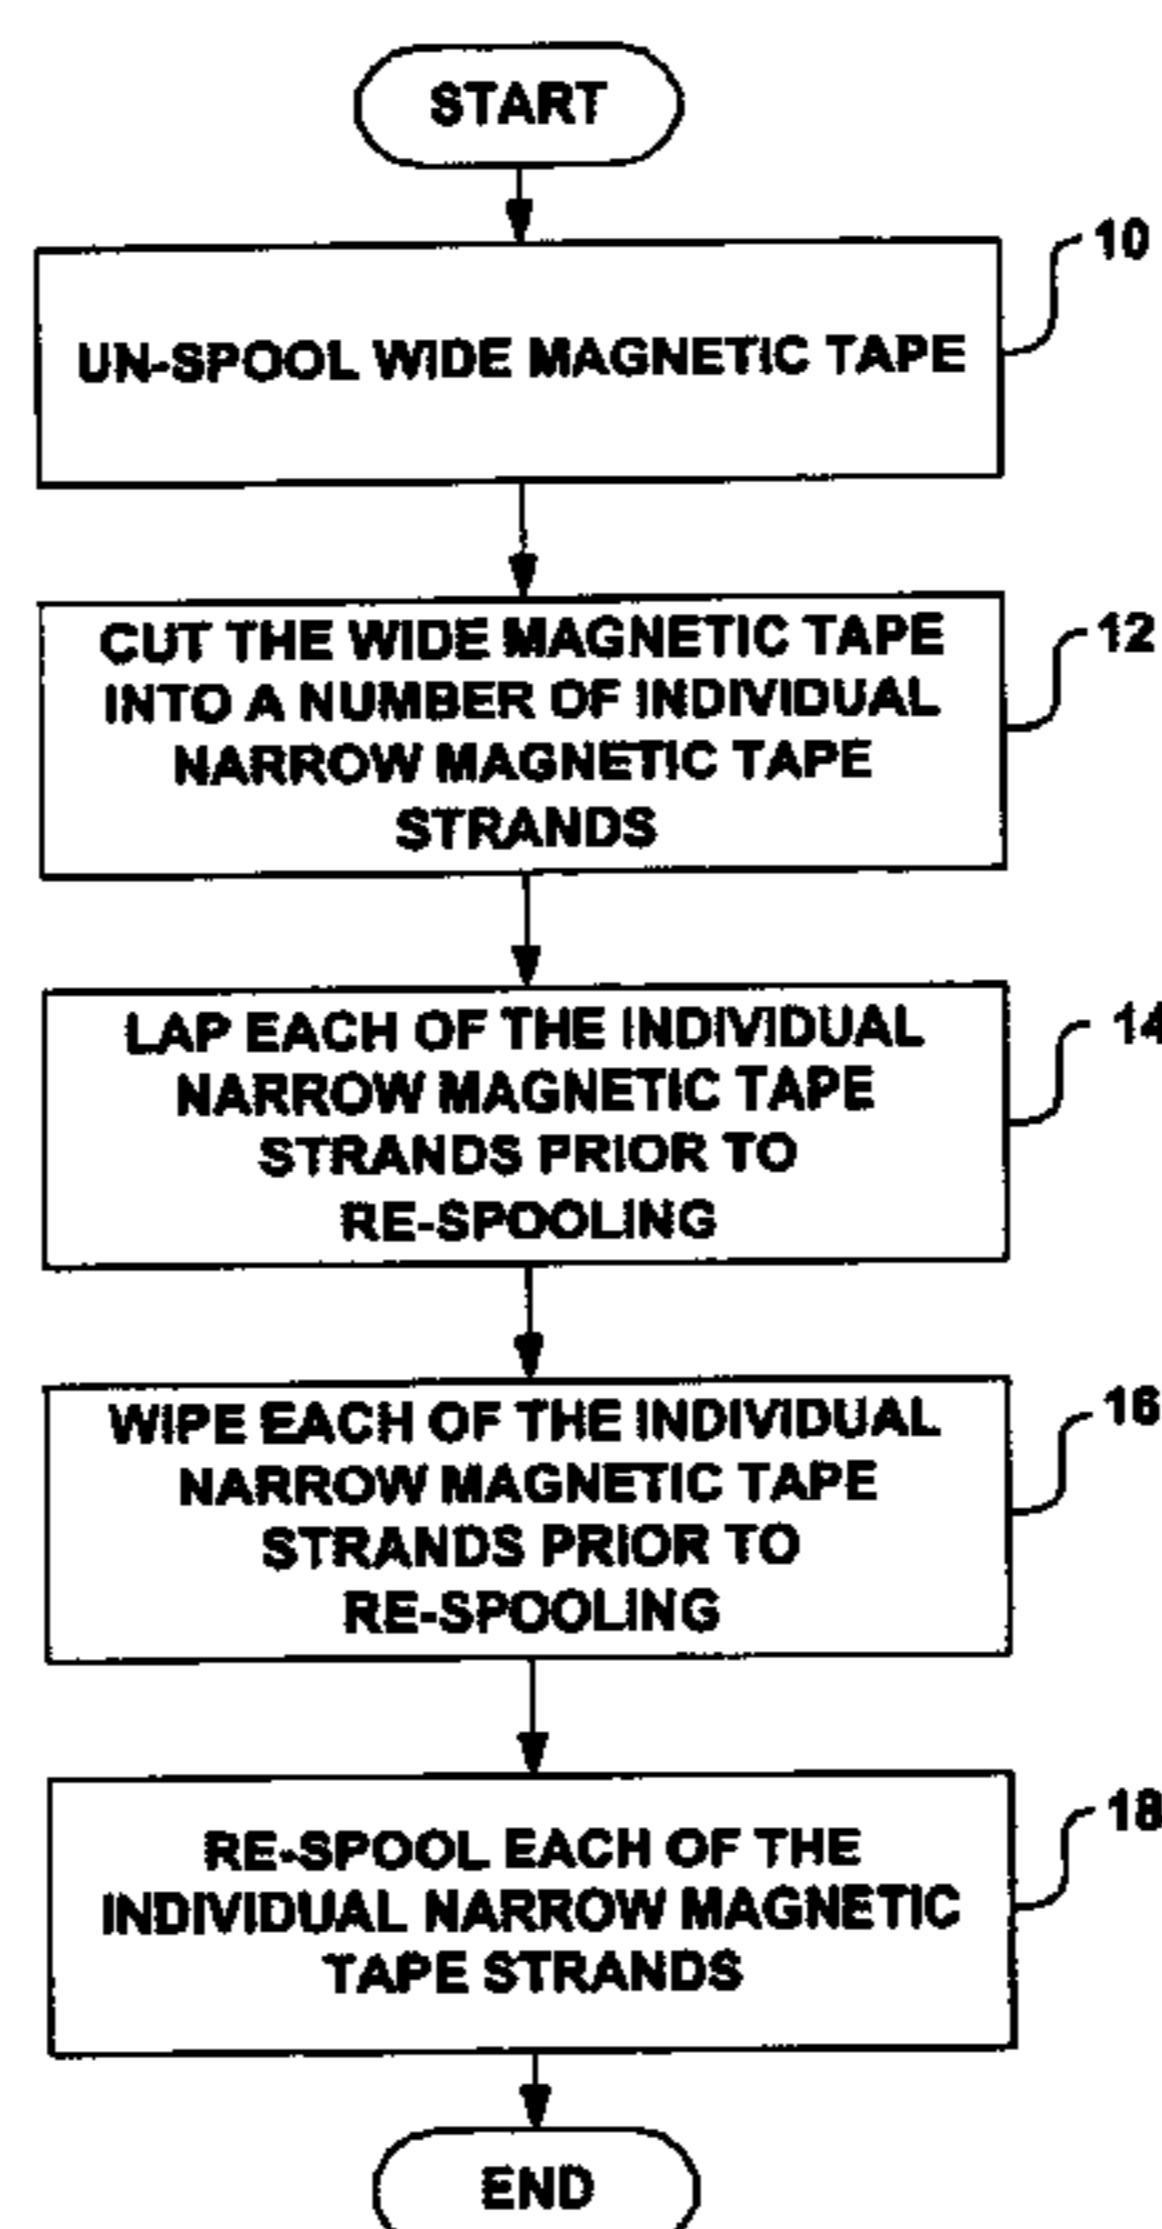 START
10
UN-SPOOL WIDE MAGNETIC TAPE
12
CUT THE WIDE MAGNETIC TAPE
INTO A NUMBER OF INDIVIDUAL
NARROW MAGNETIC TAPE
STRANDS
14
LAP EACH OF THE INDIVIDUAL
NARROW MAGNETIC TAPE
STRANDS PRIOR TO
RE-SPOOLING
16
WIPE EACH OF THE INDIVIDUAL
NARROW MAGNETIC TAPE
STRANDS PRIOR TO
RE-SPOOLING
18
RE-SPOOL EACH OF THE
INDIVIDUAL NARROW MAGNETIC
TAPE STRANDS
END